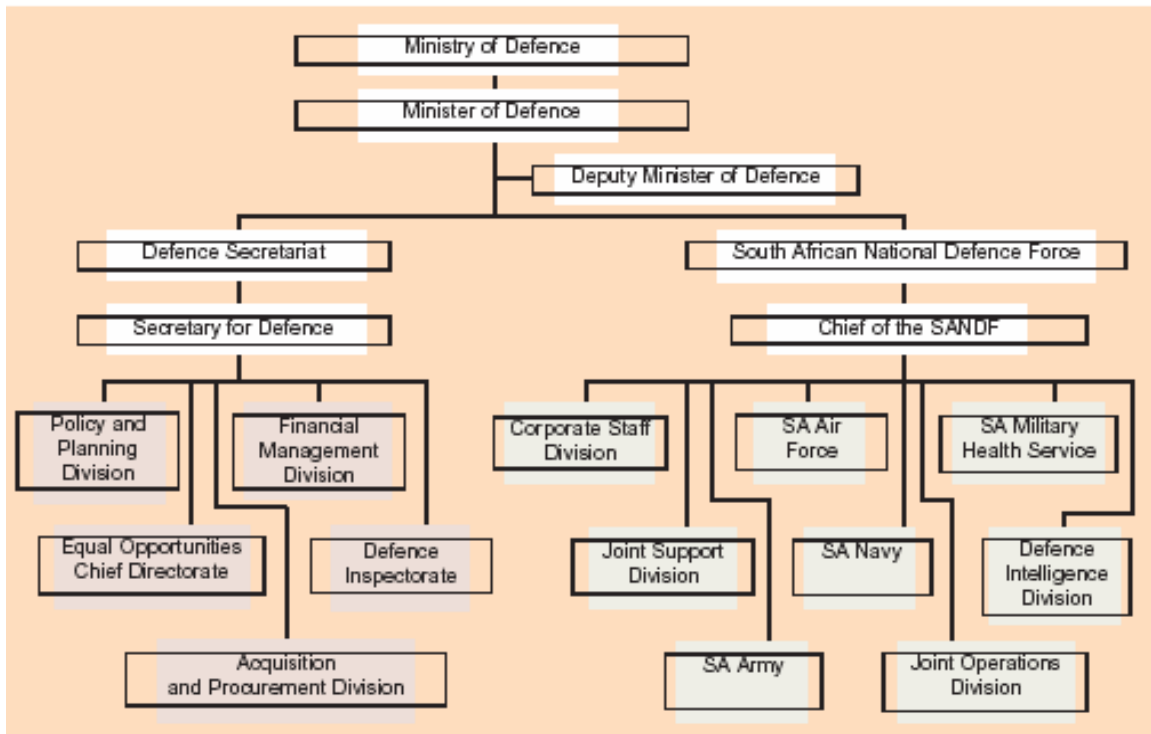 Ministry of Defence
Minister of Defence
Deputy Minister of Defence
Defence Secretariat
South African National Defence Force
Secretary for Defence
Chief of the SANDF
Policy and
Planning
Division
Financial
Management
Division
Corporate Staff
Division
SA Air
Force
SA Military
Health Service
Equal Opportunities
Chief Directorate
Defence
Inspectorate
Joint Support
Division
SA Navy
Defence
Intelligence
Division
Acquisition
and Procurement Division
SA Army
Joint Operations
Division